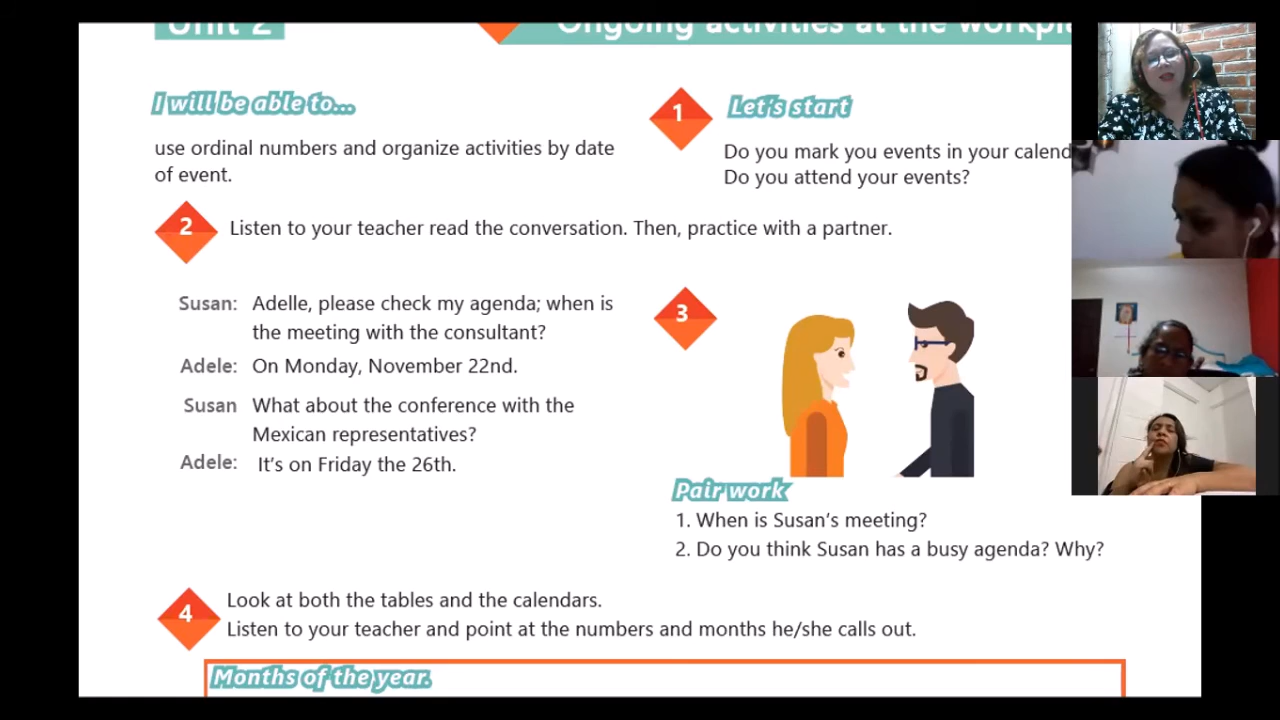 Unit 2
Ongoing activities at the
I will be able to...
use ordinal numbers and organize activities by date
of event.
1
Let's start
Do you mark you events in your
Do you attend your events?
2
Listen to your teacher read the conversation. Then, practice with a partner.
Susan: Adelle, please check my agenda; when is
the meeting with the consultant?
Adele: On Monday, November 22nd.
Susan What about the conference with the
Mexican representatives?
Adele: It's on Friday the 26th.
3
Pair work
1. When is Susan's meeting?
2. Do you think Susan has a busy agenda? Why?
4
Look at both the tables and the calendars.
Listen to your teacher and point at the numbers and months he/she calls out.
Months of the year.